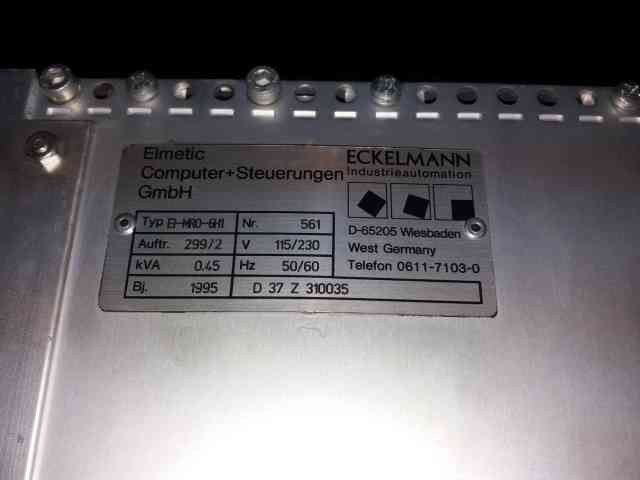 Elmetic
Computer+Steuerungen
GmbH
ECKELMANN
Industrieautomation
D-65205 Wiesbaden
West Germany
Telefon 0611-7103-0
Typ Nr. 561
Auftr. 299/2 V 115/230
kVA 0.45 Hz 50/60
Bj. 1995 D 37 Z 310035